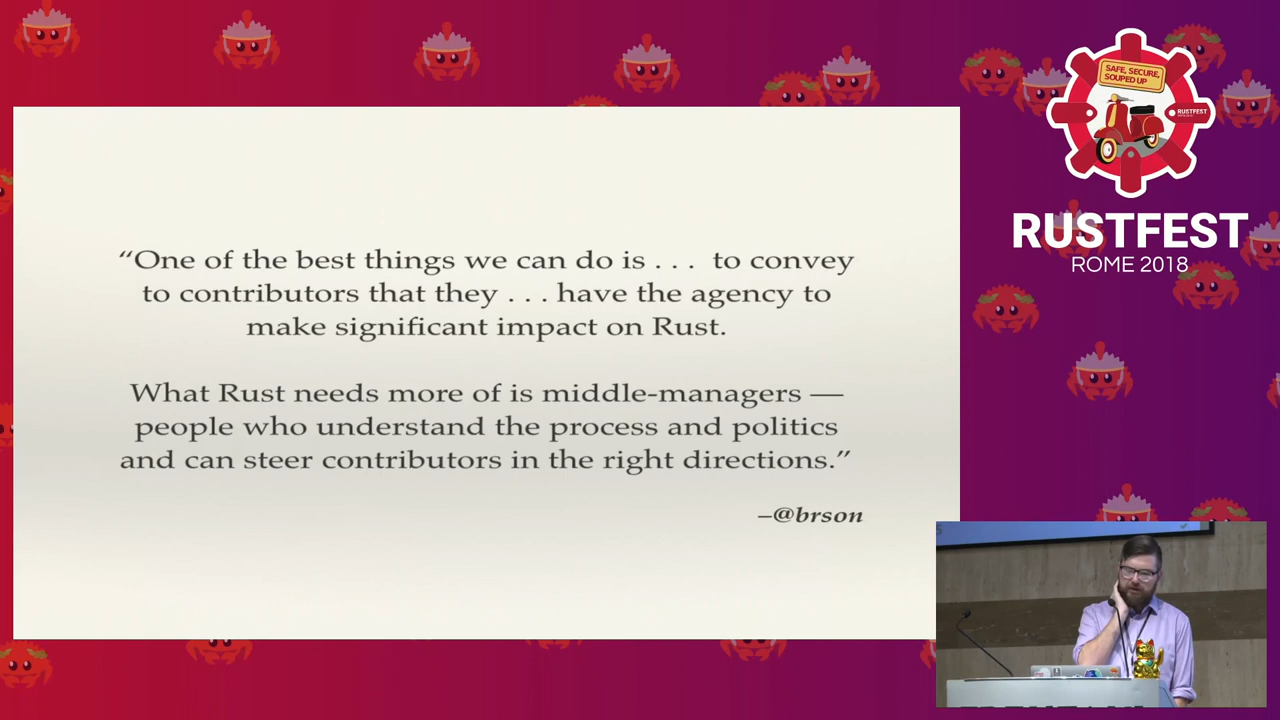 “One of the best things we can do is . . . to convey
to contributors that they . . . have the agency to
make significant impact on Rust.
What Rust needs more of is middle-managers —
people who understand the process and politics
and can steer contributors in the right directions.”
–@brson
SAFE, SECURE,
SOUPED UP
RUSTFEST
RUSTFEST
ROME 2018